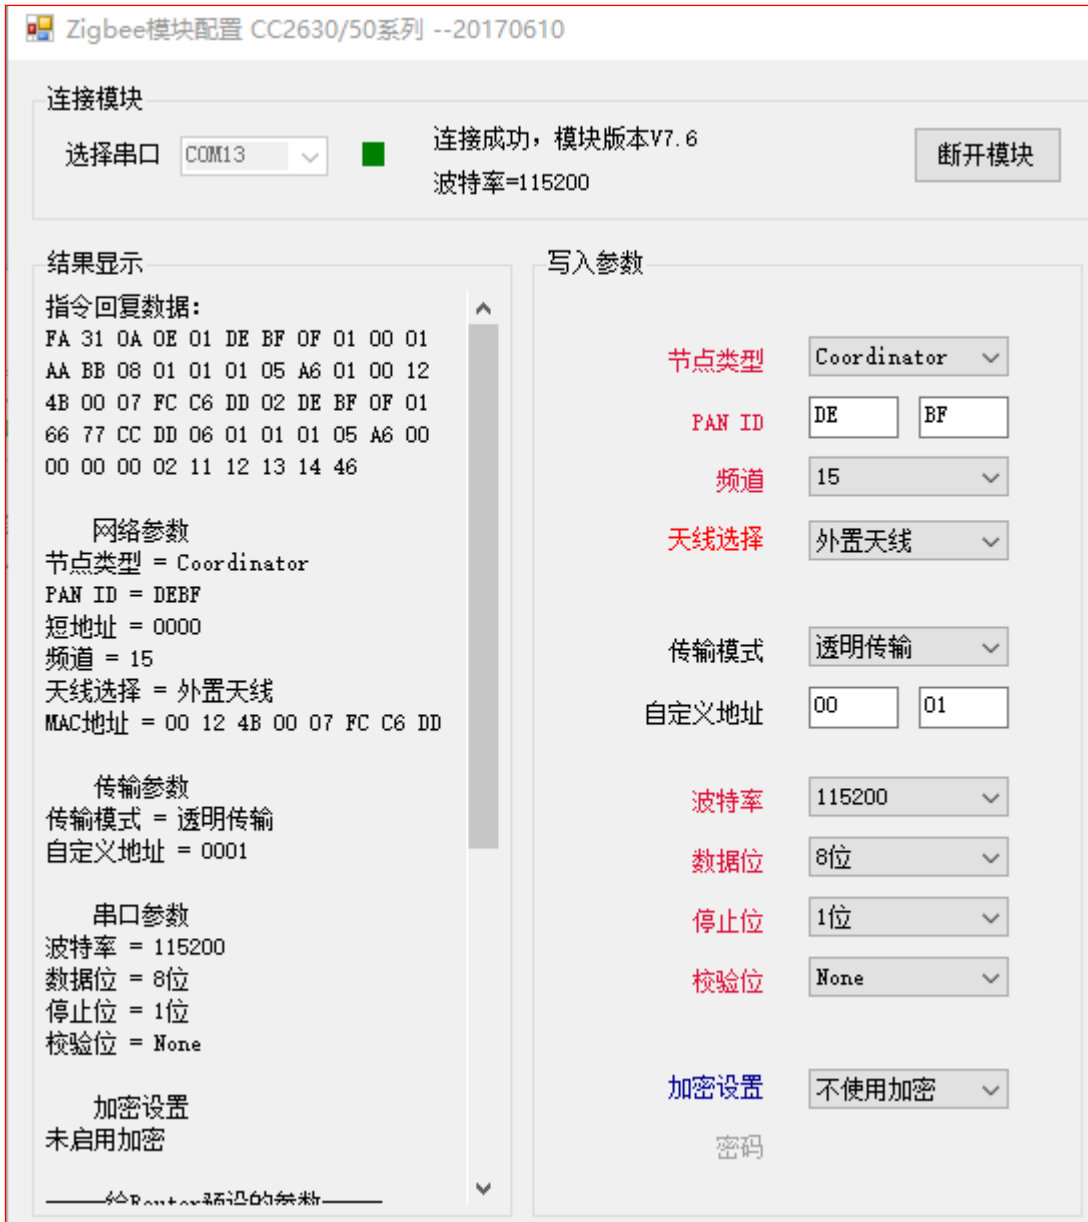 Zigbee模块配置 CC2630/50系列 --20170610
连接模块
选择串口 COM13
连接成功，模块版本V7.6
波特率=115200
断开模块
结果显示
指令回复数据:
FA 31 0A 0E 01 DE BF 0F 01 00 01
AA BB 08 01 01 01 05 A6 01 00 12
4B 00 07 FC C6 DD 02 DE BF 0F 01
66 77 CC DD 06 01 01 01 05 A6 00
00 00 00 02 11 12 13 14 46
网络参数
节点类型 = Coordinator
PAN ID = DEBF
短地址 = 0000
频道 = 15
天线选择 = 外置天线
MAC地址 = 00 12 4B 00 07 FC C6 DD
传输参数
传输模式 = 透明传输
自定义地址 = 0001
串口参数
波特率 = 115200
数据位 = 8位
停止位 = 1位
校验位 = None
加密设置
未启用加密
———给Router预设的参数———
写入参数
节点类型 Coordinator
PAN ID DE BF
频道 15
天线选择 外置天线
传输模式 透明传输
自定义地址 00 01
波特率 115200
数据位 8位
停止位 1位
校验位 None
加密设置 不使用加密
密码